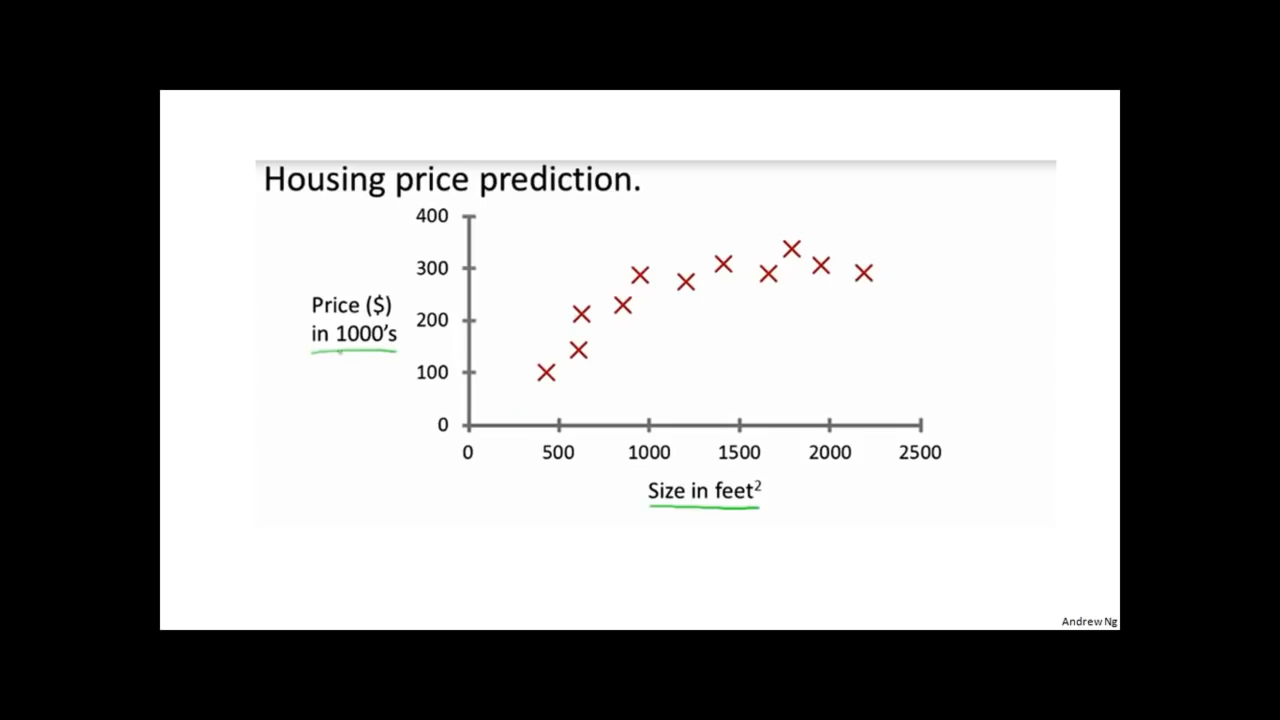 Housing price prediction.
400
300
Price ($)
in 1000's
200
100
0
0 500 1000 1500 2000 2500
Size in feet²
Andrew Ng